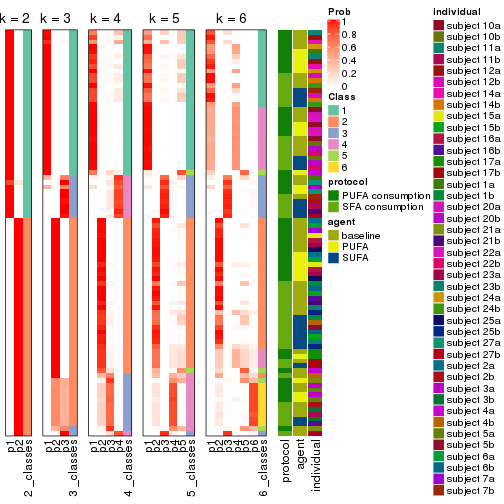 k = 2
k = 3
k = 4
k = 5
k = 6
p1
p2
2_classes
p1
p2
p3
3_classes
p1
p2
p3
p4
4_classes
p1
p2
p3
p4
p5
5_classes
p1
p2
p3
p4
p5
p6
6_classes
protocol
agent
individual
Prob
1
0.8
0.6
0.4
0.2
0
Class
1
2
3
4
5
6
protocol
PUFA consumption
SFA consumption
agent
baseline
PUFA
SUFA
individual
subject 10a
subject 10b
subject 11a
subject 11b
subject 12a
subject 12b
subject 14a
subject 14b
subject 15a
subject 15b
subject 16a
subject 16b
subject 17a
subject 17b
subject 1a
subject 1b
subject 20a
subject 20b
subject 21a
subject 21b
subject 22a
subject 22b
subject 23a
subject 23b
subject 24a
subject 24b
subject 25a
subject 25b
subject 27a
subject 27b
subject 2a
subject 2b
subject 3a
subject 3b
subject 4a
subject 4b
subject 5a
subject 5b
subject 6a
subject 6b
subject 7a
subject 7b